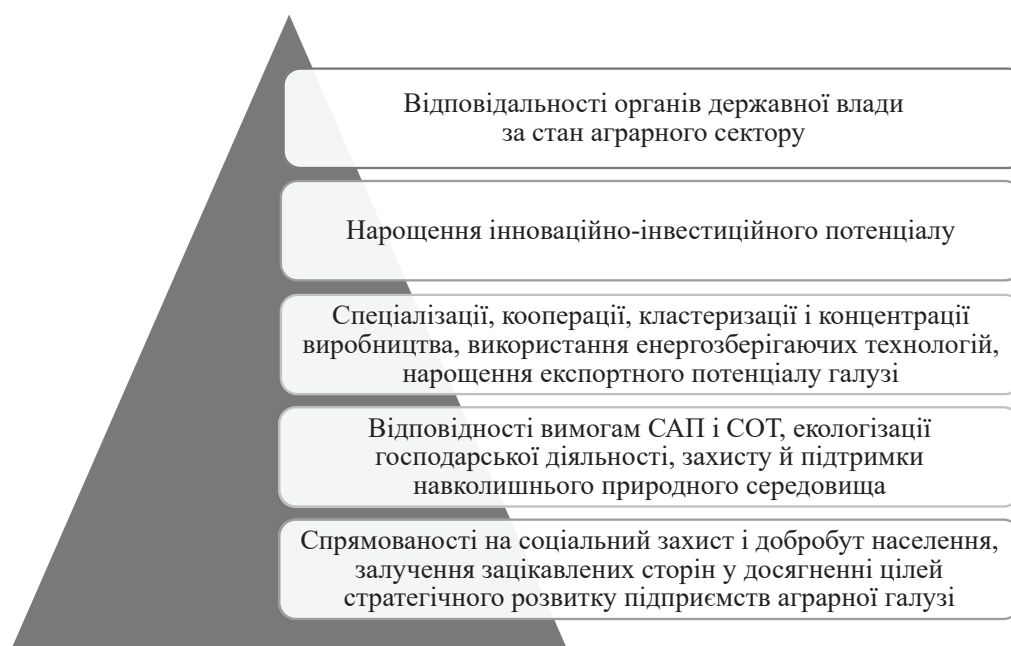 Відповідальності органів державної влади
за стан аграрного сектору
Нарощення інноваційно-інвестиційного потенціалу
Спеціалізації, кооперації, кластеризації і концентрації
виробництва, використання енергозберігаючих технологій,
нарощення експортного потенціалу галузі
Відповідності вимогам САП і СОТ, екологізації
господарської діяльності, захисту й підтримки
навколишнього природного середовища
Спрямованості на соціальний захист і добробут населення,
залучення зацікавлених сторін у досягненні цілей
стратегічного розвитку підприємств аграрної галузі